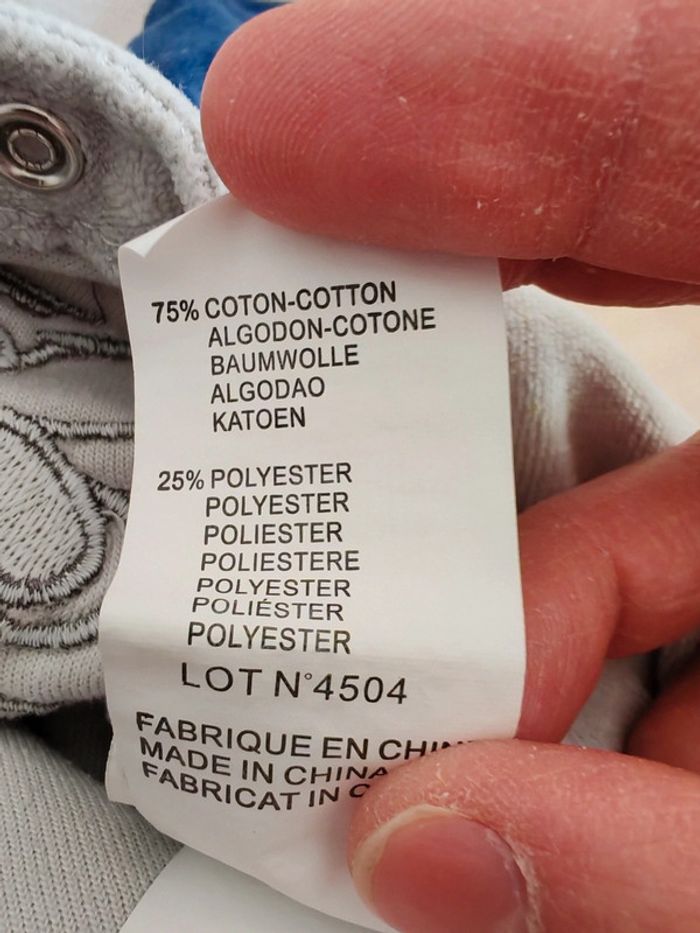 75% COTON-COTTON
ALGODON-COTONE
BAUMWOLLE
ALGODAO
KATOEN
25% POLYESTER
POLYESTER
POLIESTER
POLIESTERE
POLYESTER
POLIÉSTER
POLYESTER
LOT N°4504
FABRIQUE EN
MADE IN CHINA
FABRICAT IN